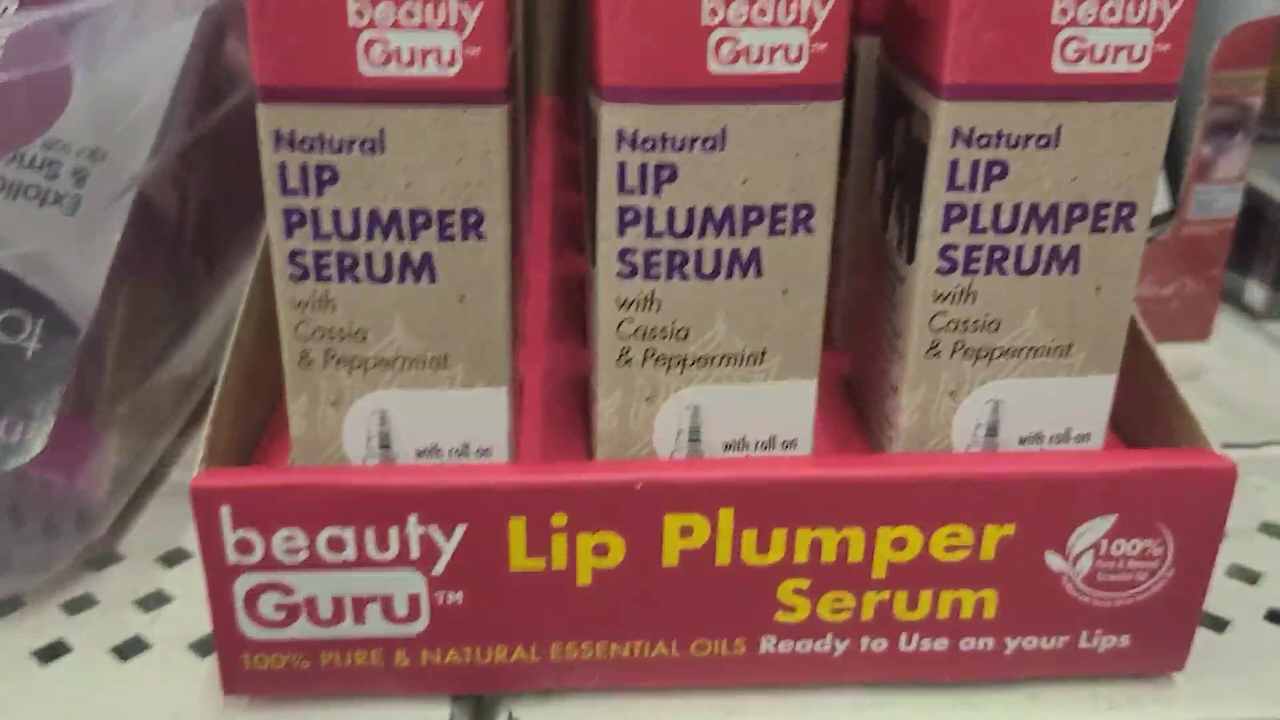 beauty
Guru™
Natural
LIP
PLUMPER
SERUM
with
Cassia
& Peppermint
with roll-on
beauty
Guru™
Natural
LIP
PLUMPER
SERUM
with
Cassia
& Peppermint
with roll-on
beauty
Guru™
Natural
LIP
PLUMPER
SERUM
with
Cassia
& Peppermint
with roll-on
beauty
Guru™
Lip Plumper
Serum
100%
100% PURE & NATURAL ESSENTIAL OILS Ready to Use on your Lips